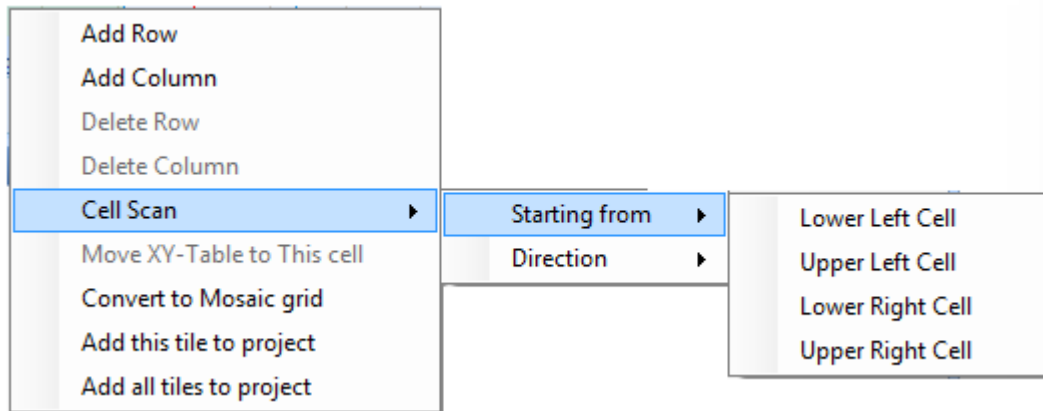 Add Row
Add Column
Delete Row
Delete Column
Cell Scan
Move XY-Table to This cell
Convert to Mosaic grid
Add this tile to project
Add all tiles to project
Starting from
Direction
Lower Left Cell
Upper Left Cell
Lower Right Cell
Upper Right Cell